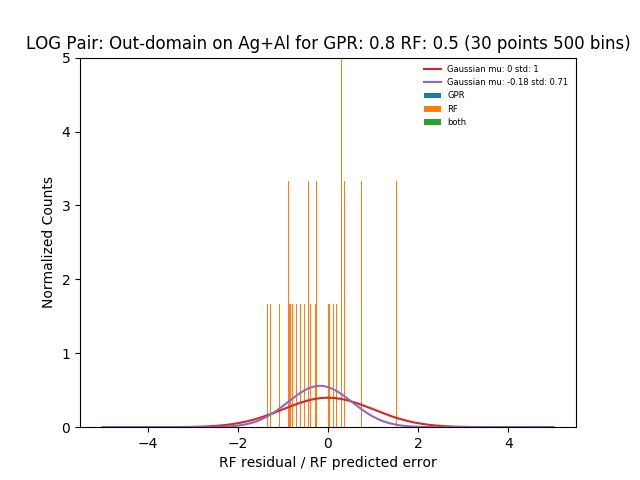 LOG Pair: Out-domain on Ag+Al for GPR: 0.8 RF: 0.5 (30 points 500 bins)
Gaussian mu: 0 std: 1
Gaussian mu: -0.18 std: 0.71
GPR
RF
both
Normalized Counts
5
4
3
2
1
0
−4 −2 0 2 4
RF residual / RF predicted error